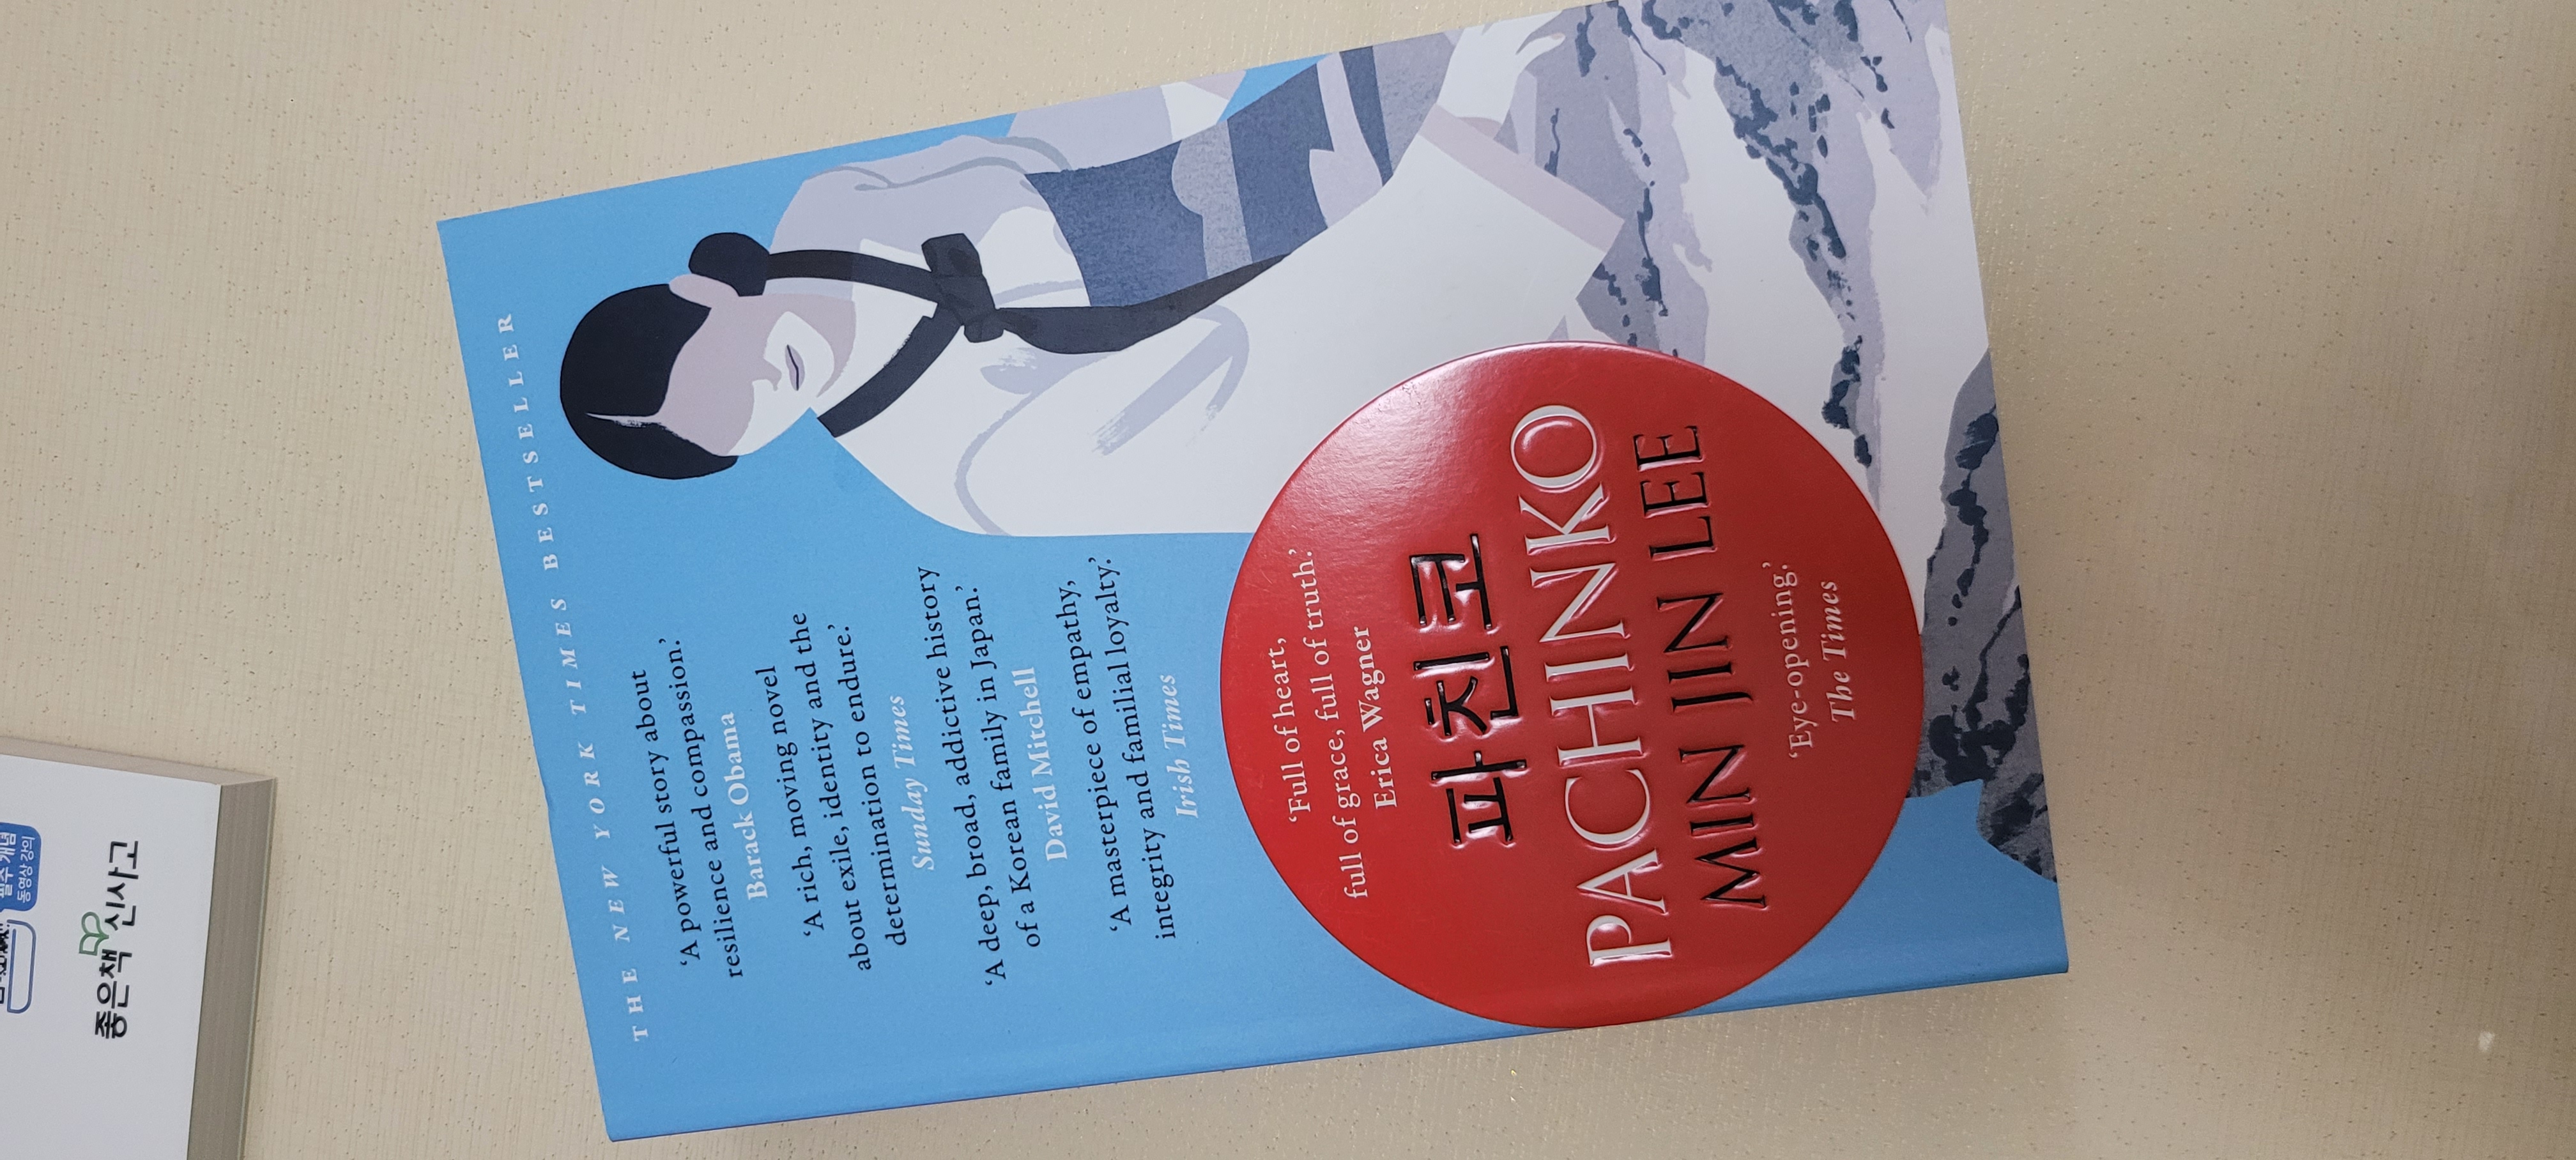 THE NEW YORK TIMES BESTSELLER
‘A powerful story about
resilience and compassion.’
Barack Obama
‘A rich, moving novel
about exile, identity and the
determination to endure.’
Sunday Times
‘A deep, broad, addictive history
of a Korean family in Japan.’
David Mitchell
‘A masterpiece of empathy,
integrity and familial loyalty.’
Irish Times
‘Full of heart,
full of grace, full of truth.’
Erica Wagner
파친코
PACHINKO
MIN JIN LEE
‘Eye-opening.’
The Times
필수 개념
동영상 강의
좋은책 신사고